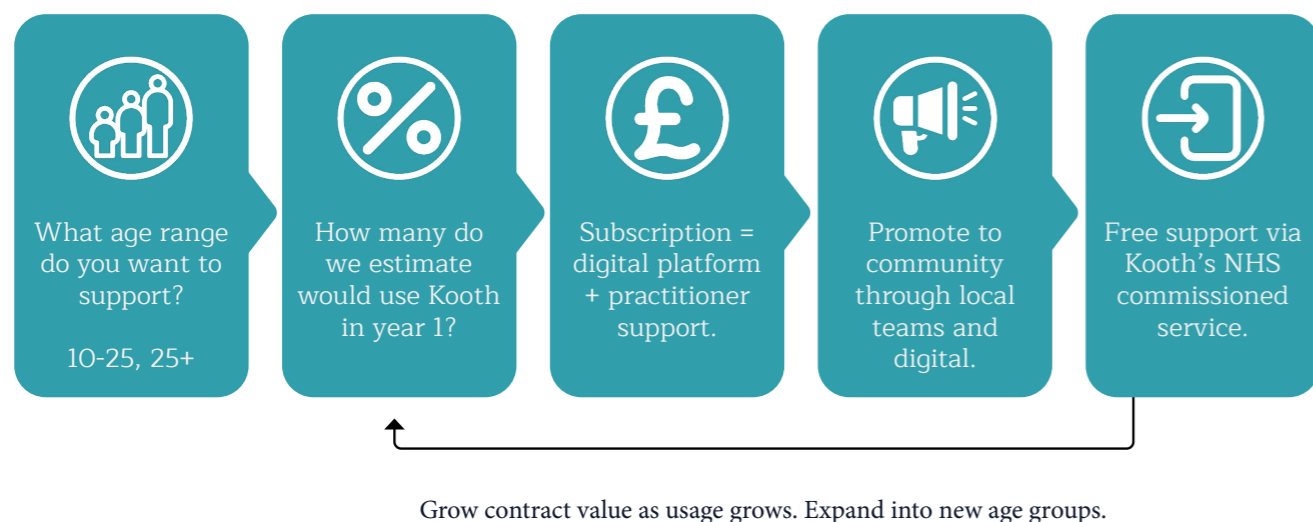 What age range
do you want to
support?
10-25, 25+
How many do
we estimate
would use Kooth
in year 1?
Subscription =
digital platform
+ practitioner
support.
Promote to
community
through local
teams and
digital.
Free support via
Kooth's NHS
commissioned
service.
Grow contract value as usage grows. Expand into new age groups.